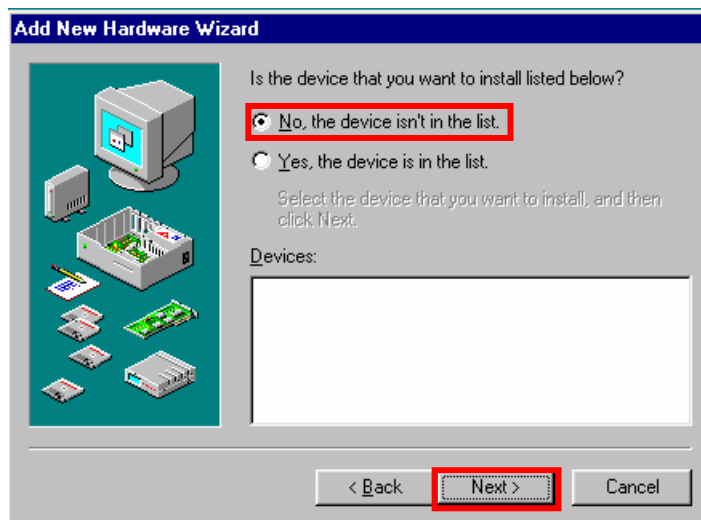 Add New Hardware Wizard
Is the device that you want to install listed below?
No, the device isn't in the list.
Yes, the device is in the list.
Select the device that you want to install, and then
click Next.
Devices:
< Back
Next >
Cancel